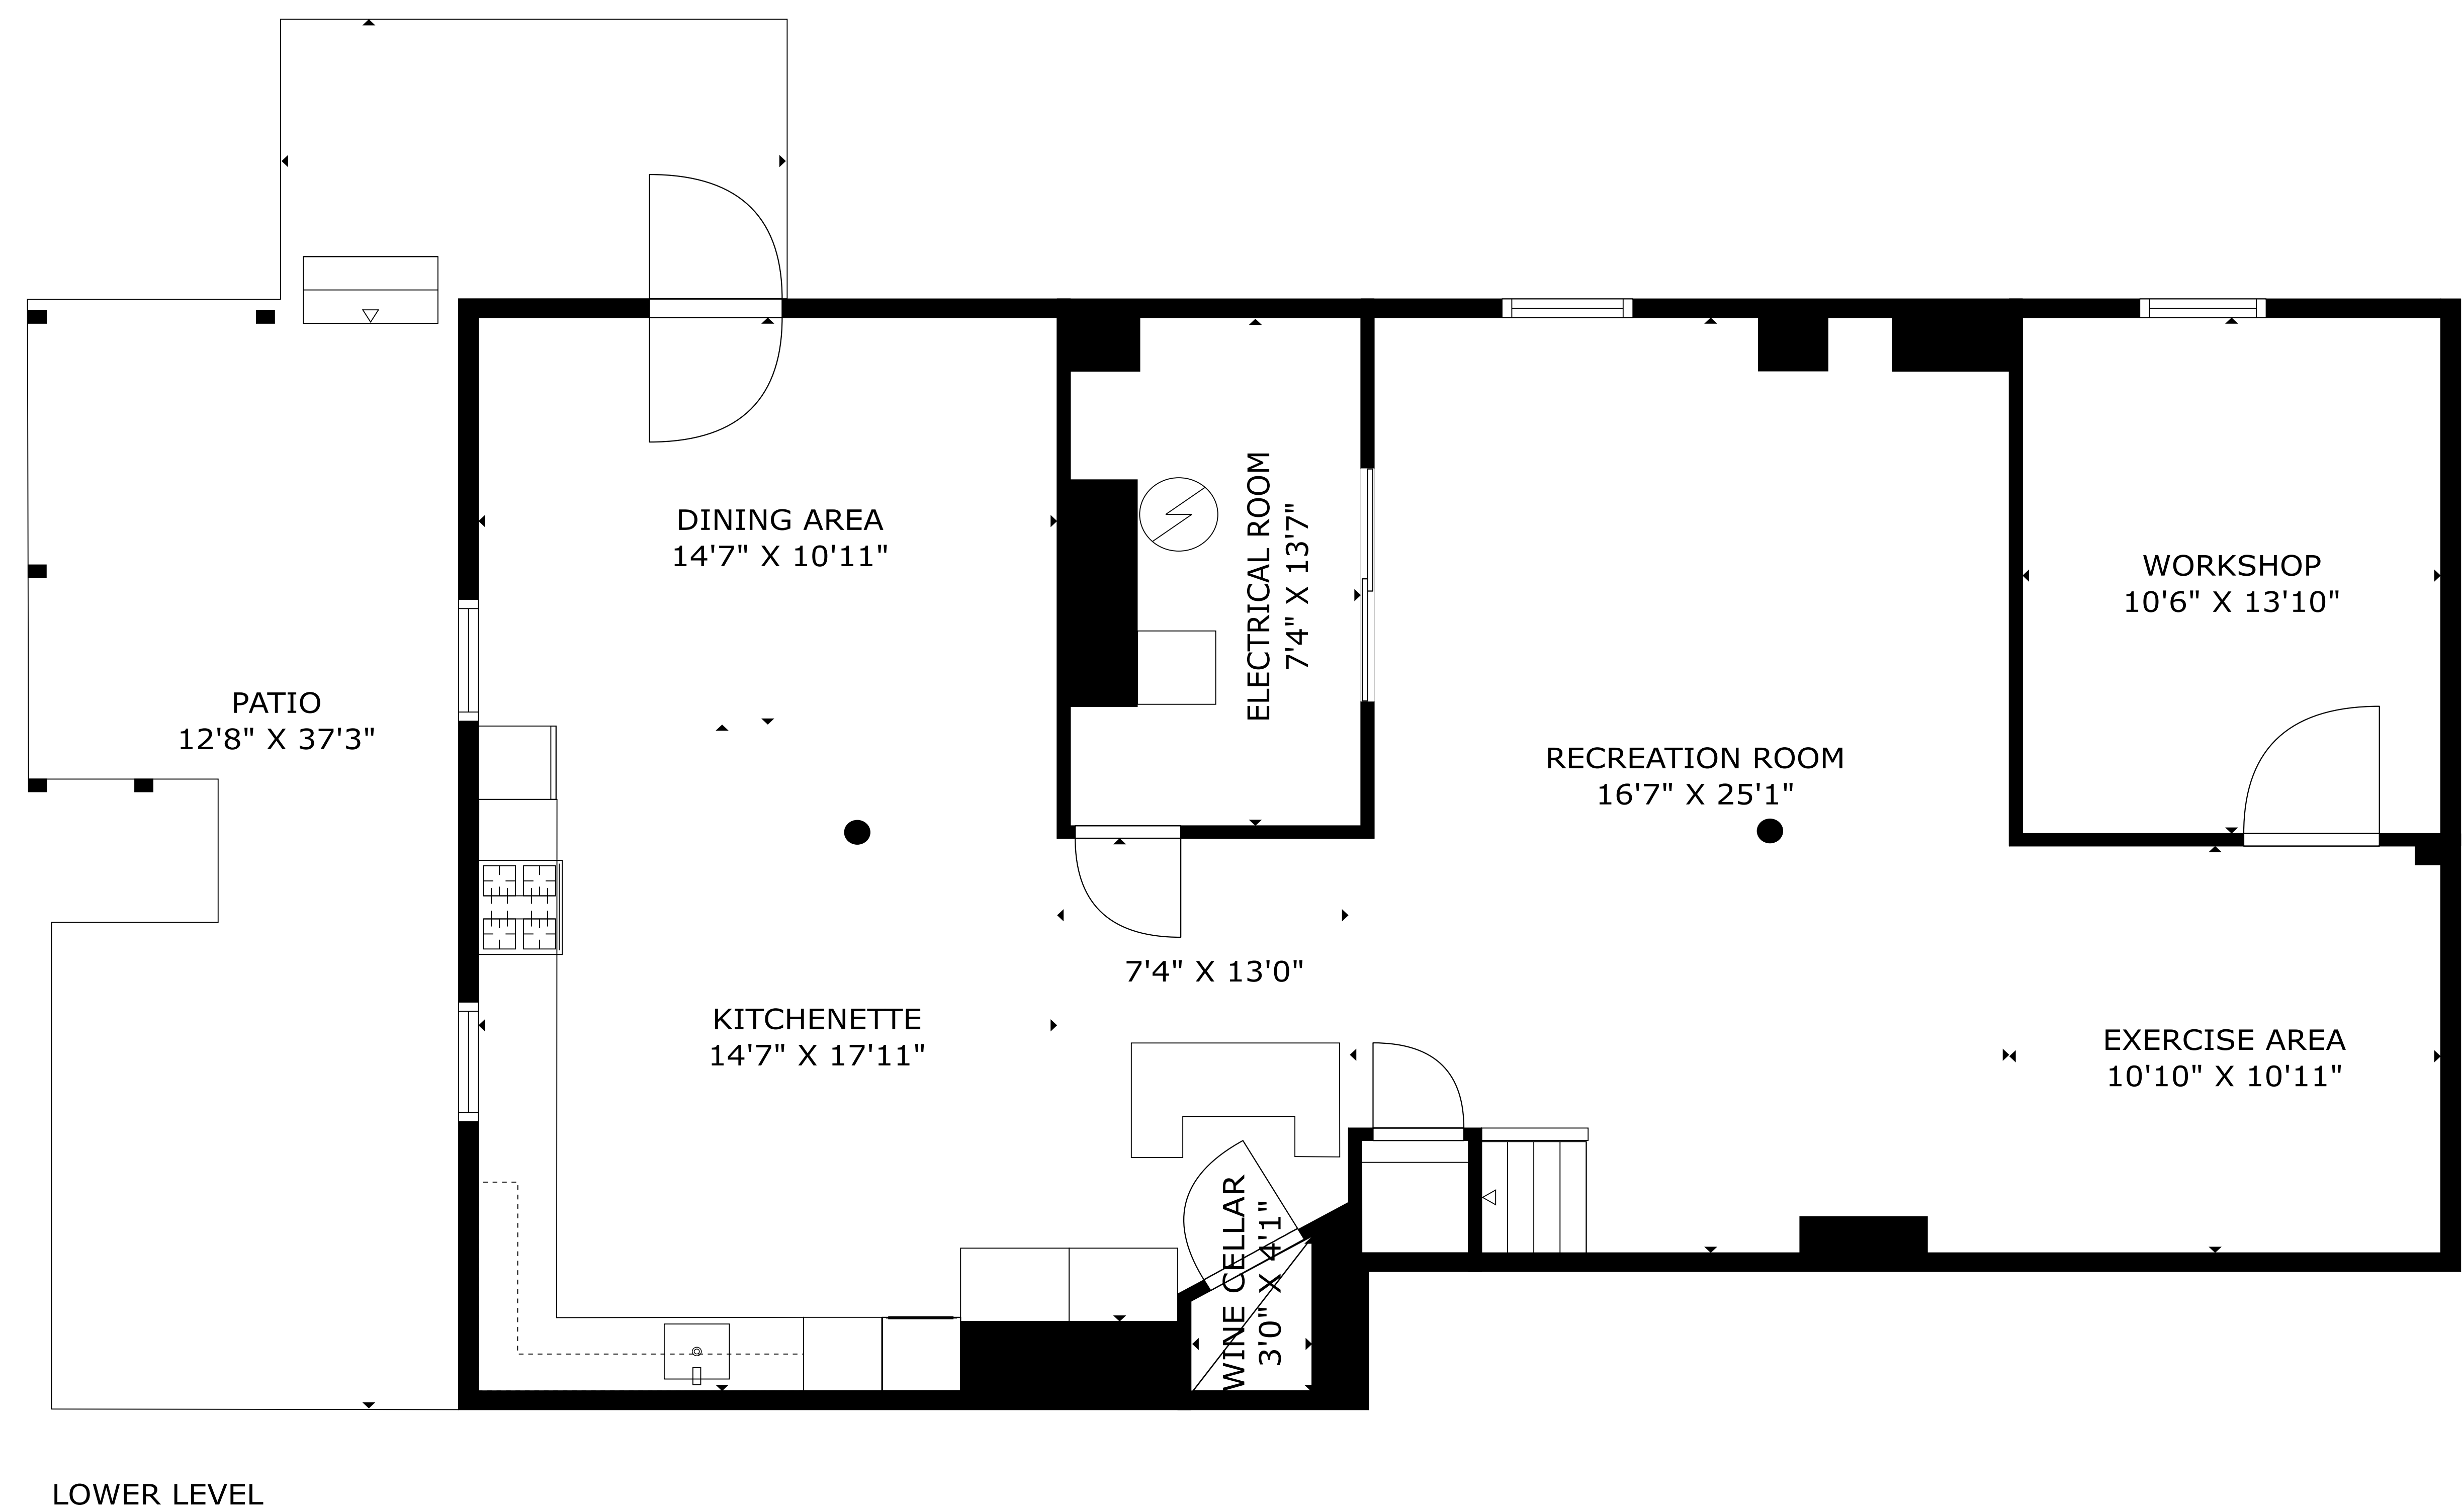 DINING AREA
14'7" X 10'11"
ELECTRICAL ROOM
7'4" X 13'7"
WORKSHOP
10'6" X 13'10"
PATIO
12'8" X 37'3"
RECREATION ROOM
16'7" X 25'1"
7'4" X 13'0"
KITCHENETTE
14'7" X 17'11"
EXERCISE AREA
10'10" X 10'11"
WINE CELLAR
3'0" X 4'1"
LOWER LEVEL